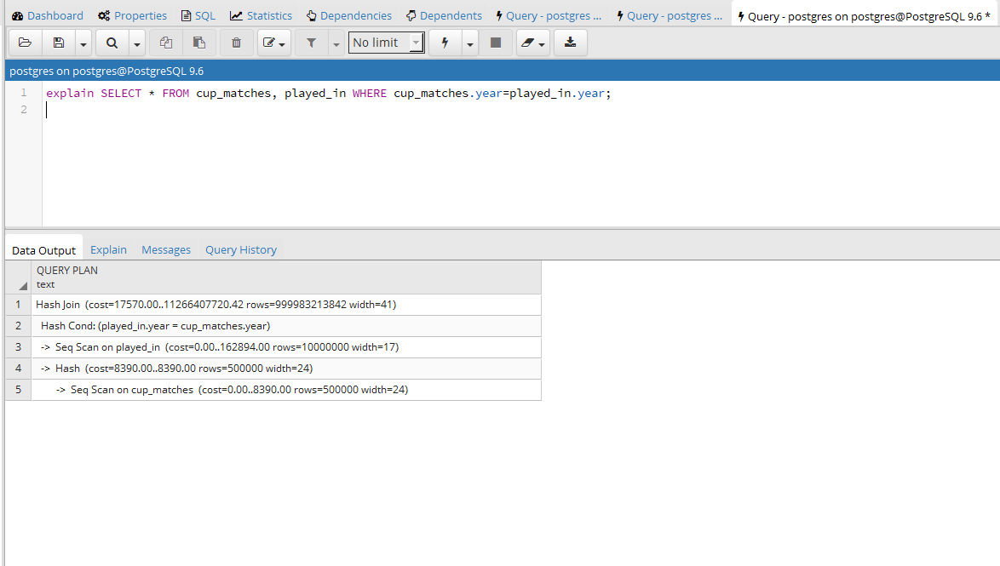 Dashboard Properties SQL Statistics Dependencies Dependents Query - postgres ... Query - postgres ... Query - postgres on postgres@PostgreSQL 9.6 *
No limit
postgres on postgres@PostgreSQL 9.6
1 explain SELECT * FROM cup_matches, played_in WHERE cup_matches.year=played_in.year;
2
Data Output Explain Messages Query History
QUERY PLAN
text
1 Hash Join (cost=17570.00..11266407720.42 rows=999983213842 width=41)
2 Hash Cond: (played_in.year = cup_matches.year)
3 -> Seq Scan on played_in (cost=0.00..162894.00 rows=10000000 width=17)
4 -> Hash (cost=8390.00..8390.00 rows=500000 width=24)
5 -> Seq Scan on cup_matches (cost=0.00..8390.00 rows=500000 width=24)